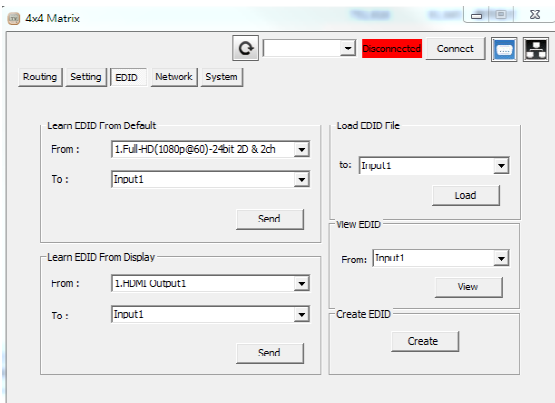 4x4 Matrix
Disconnected
Connect
Routing Setting EDID Network System
Learn EDID From Default
From : 1.Full-HD(1080p@60)-24bit 2D & 2ch
To : Input1
Send
Learn EDID From Display
From : 1.HDMI Output1
To : Input1
Send
Load EDID File
to: Input1
Load
View EDID
From: Input1
View
Create EDID
Create